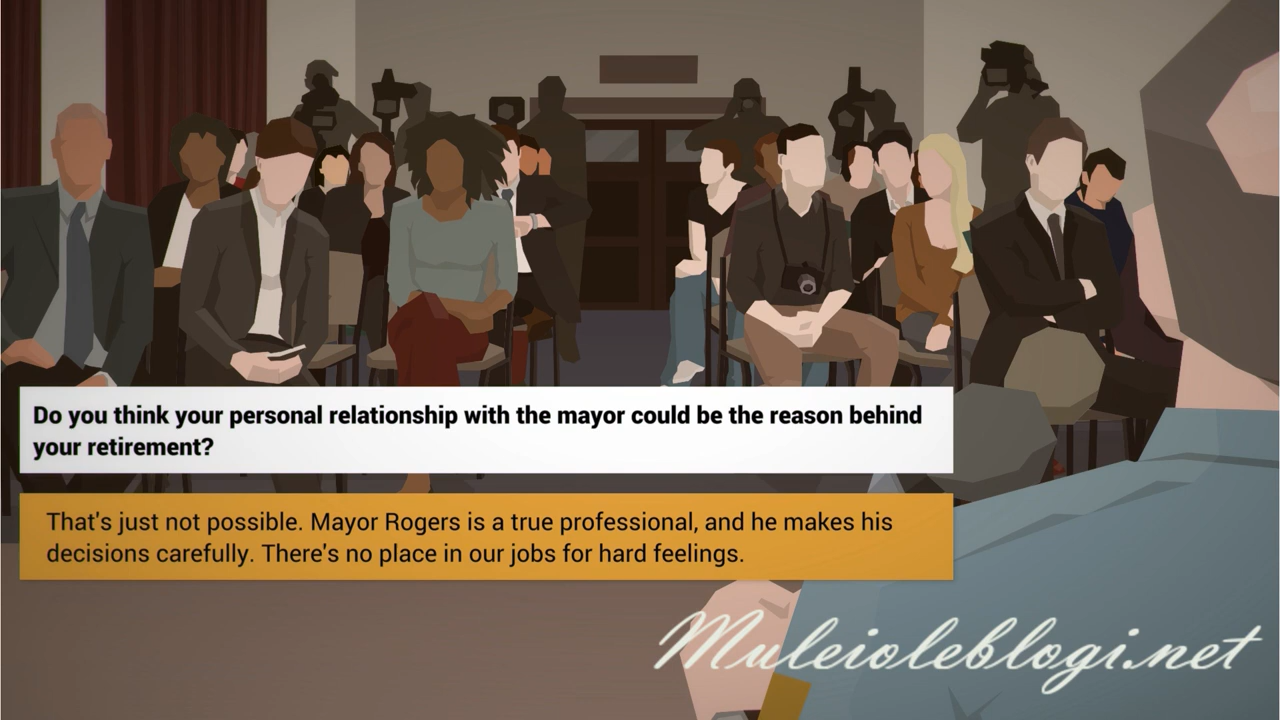 Do you think your personal relationship with the mayor could be the reason behind
your retirement?
That's just not possible. Mayor Rogers is a true professional, and he makes his
decisions carefully. There's no place in our jobs for hard feelings.
Muleioleblogi.net